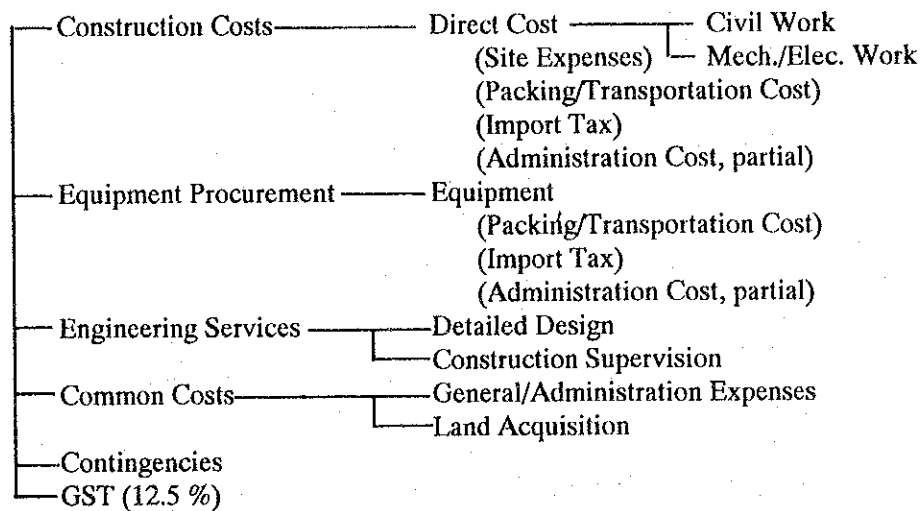 Construction Costs Direct Cost Civil Work
(Site Expenses) Mech./Elec. Work
(Packing/Transportation Cost)
(Import Tax)
(Administration Cost, partial)
Equipment Procurement Equipment
(Packing/Transportation Cost)
(Import Tax)
(Administration Cost, partial)
Engineering Services Detailed Design
Construction Supervision
Common Costs General/Administration Expenses
Land Acquisition
Contingencies
GST (12.5 %)